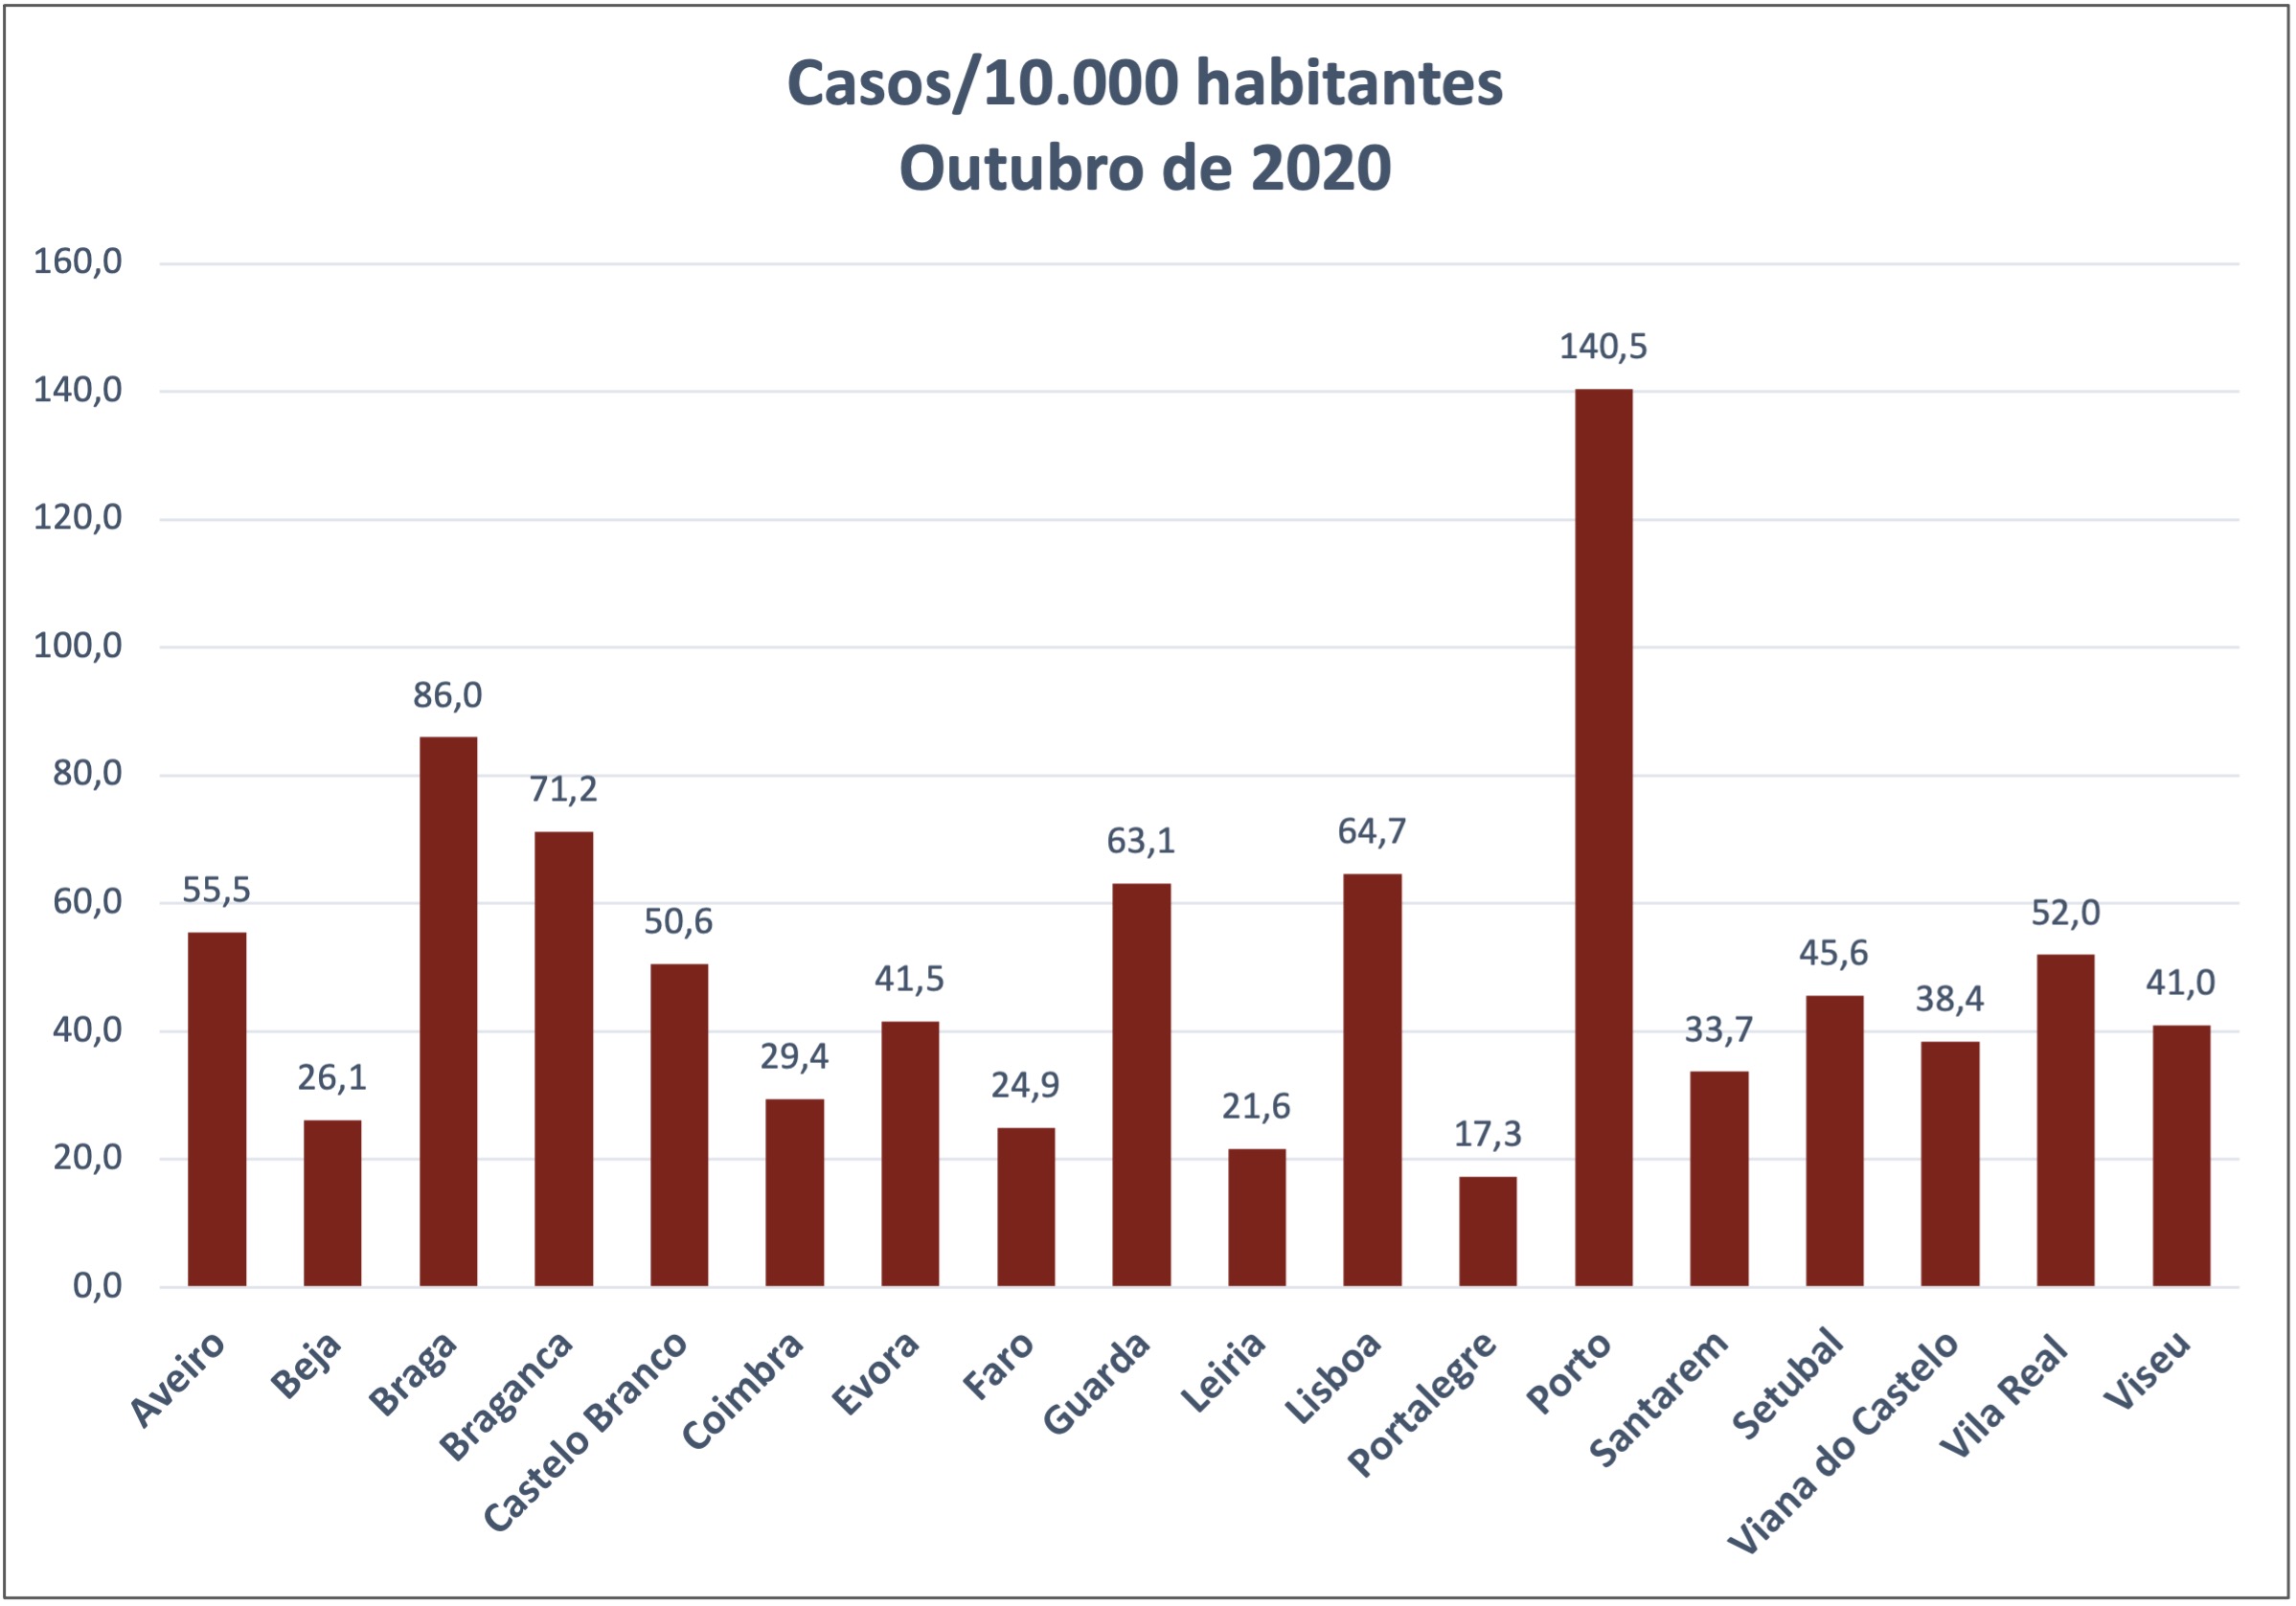 Casos/10.000 habitantes
Outubro de 2020
160,0
140,0
120,0
100,0
80,0
60,0
40,0
20,0
0,0
55,5
26,1
86,0
71,2
50,6
29,4
41,5
24,9
63,1
21,6
64,7
17,3
140,5
33,7
45,6
38,4
52,0
41,0
Aveiro
Beja
Braga
Braganca
Castelo Branco
Coimbra
Evora
Faro
Guarda
Leiria
Lisboa
Portalegre
Porto
Santarem
Setubal
Viana do Castelo
Vila Real
Viseu